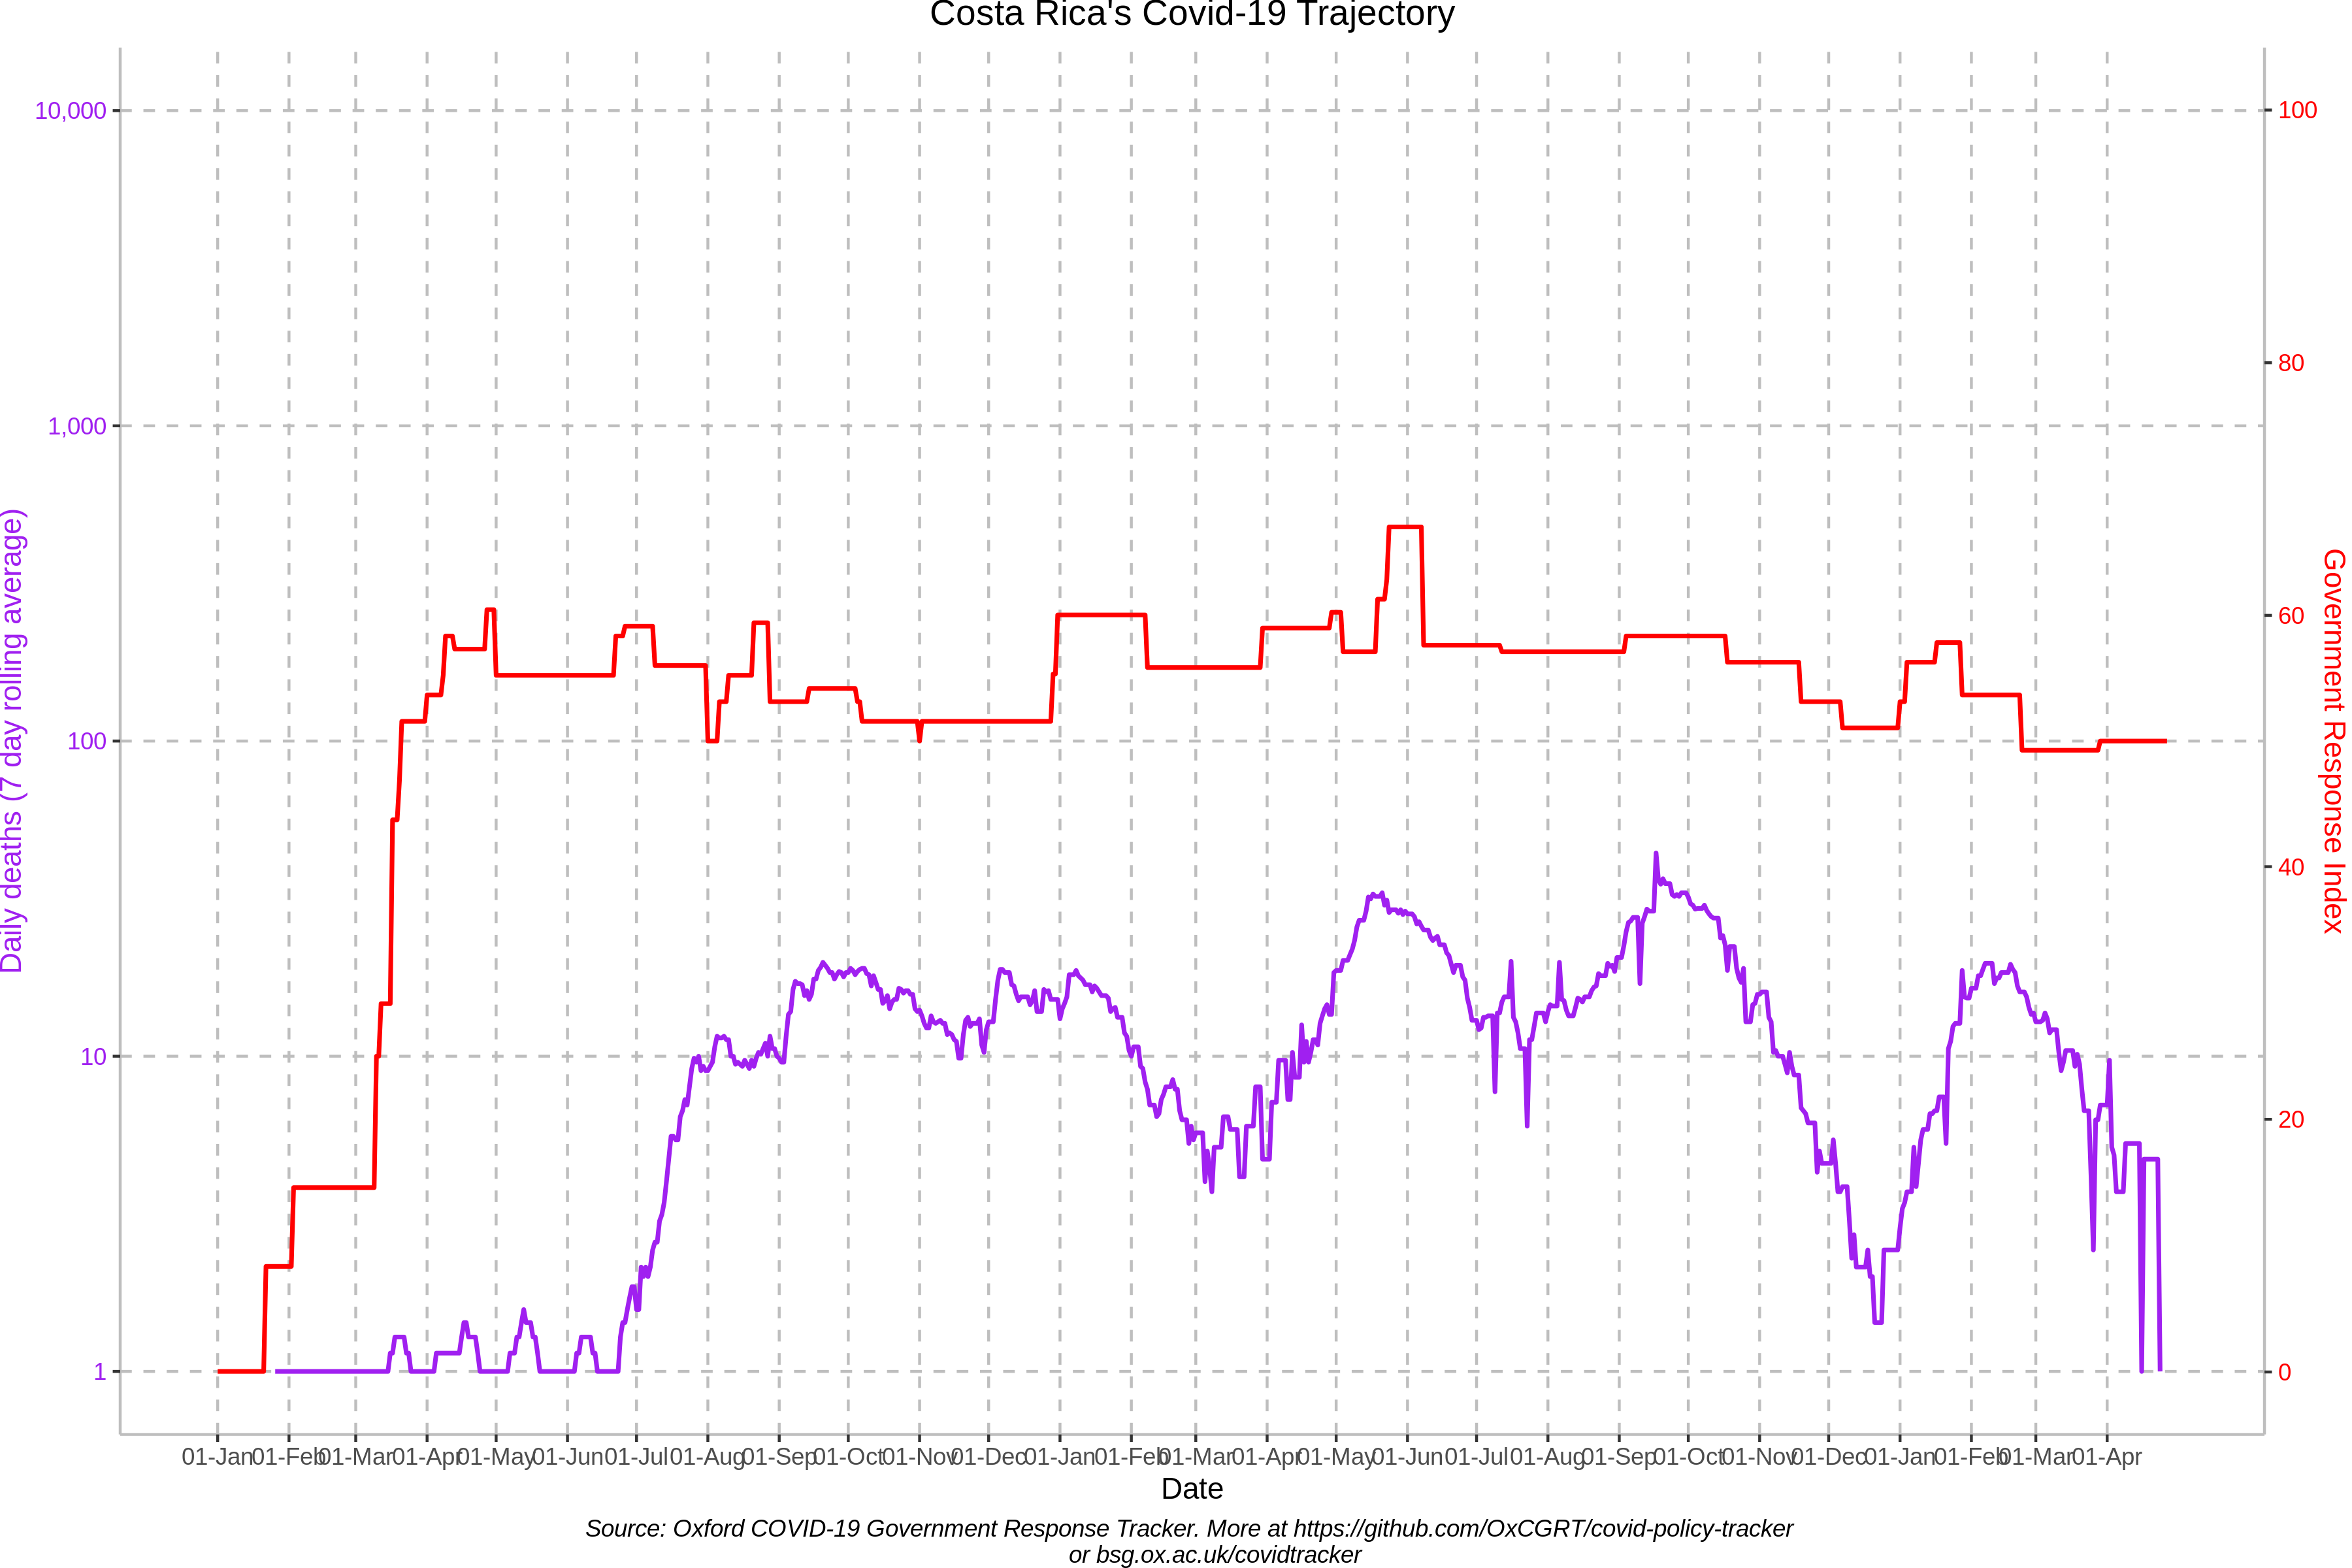 Costa Rica's Covid-19 Trajectory
10,000
1,000
100
10
1
Daily deaths (7 day rolling average)
100
80
60
40
20
0
Government Response Index
01-Jan 01-Feb 01-Mar 01-Apr 01-May 01-Jun 01-Jul 01-Aug 01-Sep 01-Oct 01-Nov 01-Dec 01-Jan 01-Feb 01-Mar 01-Apr 01-May 01-Jun 01-Jul 01-Aug 01-Sep 01-Oct 01-Nov 01-Dec 01-Jan 01-Feb 01-Mar 01-Apr
Date
Source: Oxford COVID-19 Government Response Tracker. More at https://github.com/OxCGRT/covid-policy-tracker
or bsg.ox.ac.uk/covidtracker